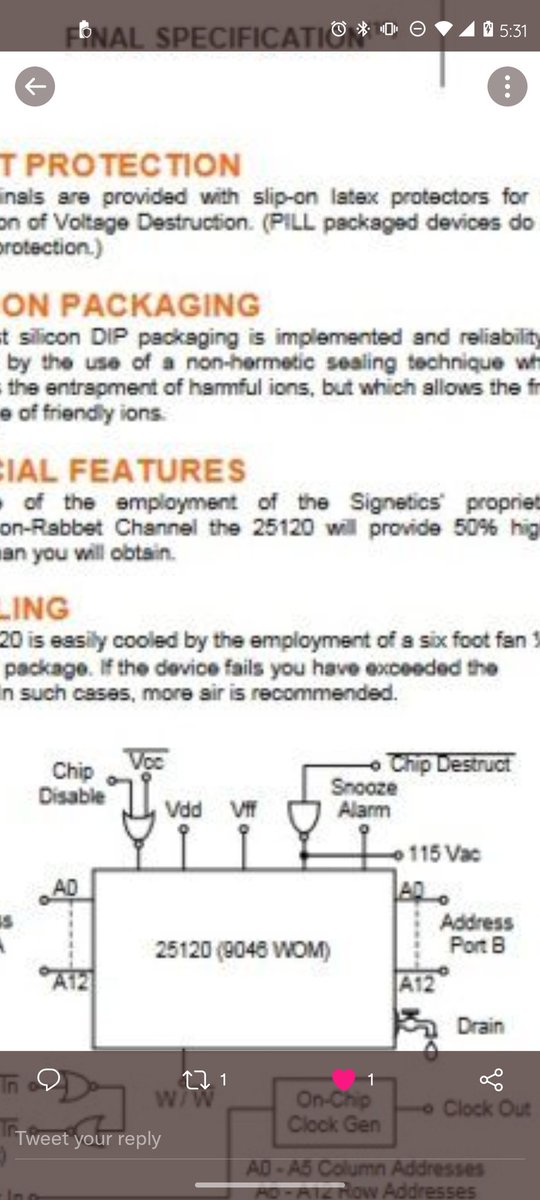 FINAL SPECIFICATION
5:31
T PROTECTION
inals are provided with slip-on latex protectors for
on of Voltage Destruction. (PILL packaged devices do
protection.)
ON PACKAGING
t silicon DIP packaging is implemented and reliability
by the use of a non-hermetic sealing technique wh
s the entrapment of harmful ions, but which allows the fr
e of friendly ions.
CIAL FEATURES
e of the employment of the Signetics' propriet
on-Rabbet Channel the 25120 will provide 50% hig
an you will obtain.
LING
20 is easily cooled by the employment of a six foot fan ½
package. If the device fails you have exceeded the
In such cases, more air is recommended.
Chip
Disable
Vcc
Vdd
Vff
Chip Destruct
Snooze
Alarm
115 Vac
A0
A12
25120 (9046 WOM)
A0
A12
Address
Port B
Drain
1
1
W/W
On-Chip
Clock Gen
Clock Out
Tweet your reply
A0 - A5 Column Addresses
A6 - A12 Row Addresses